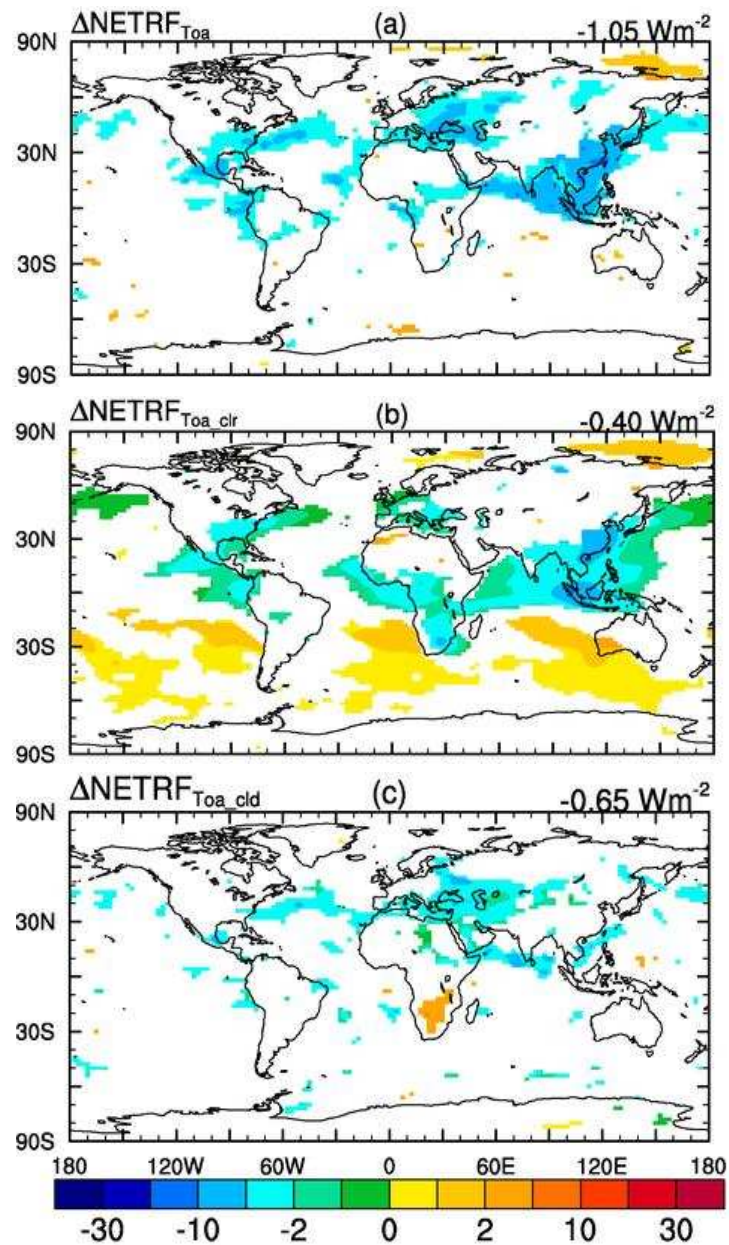 ΔNETRF_Toa (a) -1.05 Wm⁻²
90N
30N
30S
90S
ΔNETRF_Toa_clr (b) -0.40 Wm⁻²
90N
30N
30S
90S
ΔNETRF_Toa_cld (c) -0.65 Wm⁻²
90N
30N
30S
90S
180 120W 60W 0 60E 120E 180
-30 -10 -2 0 2 10 30